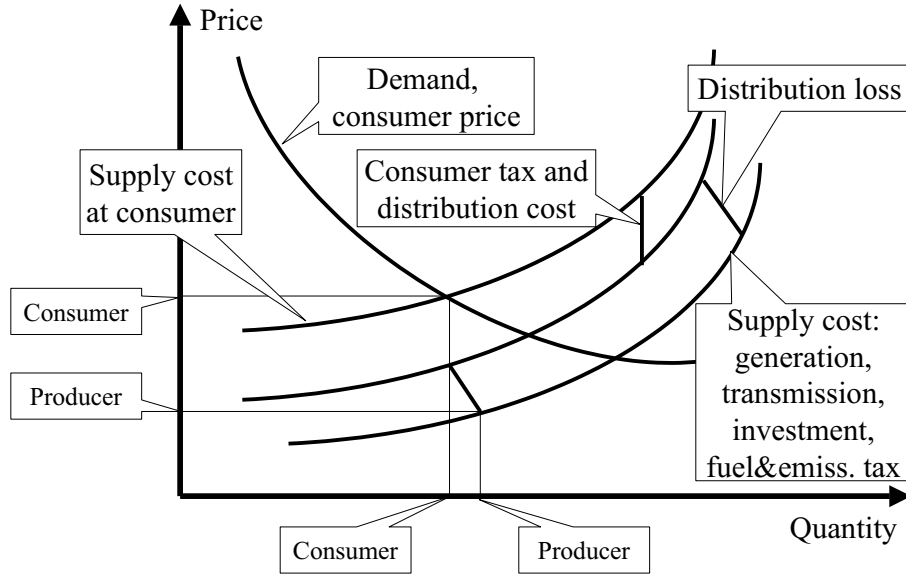 Price
Demand,
consumer price
Distribution loss
Supply cost
at consumer
Consumer tax and
distribution cost
Consumer
Producer
Supply cost:
generation,
transmission,
investment,
fuel&emiss. tax
Quantity
Consumer
Producer